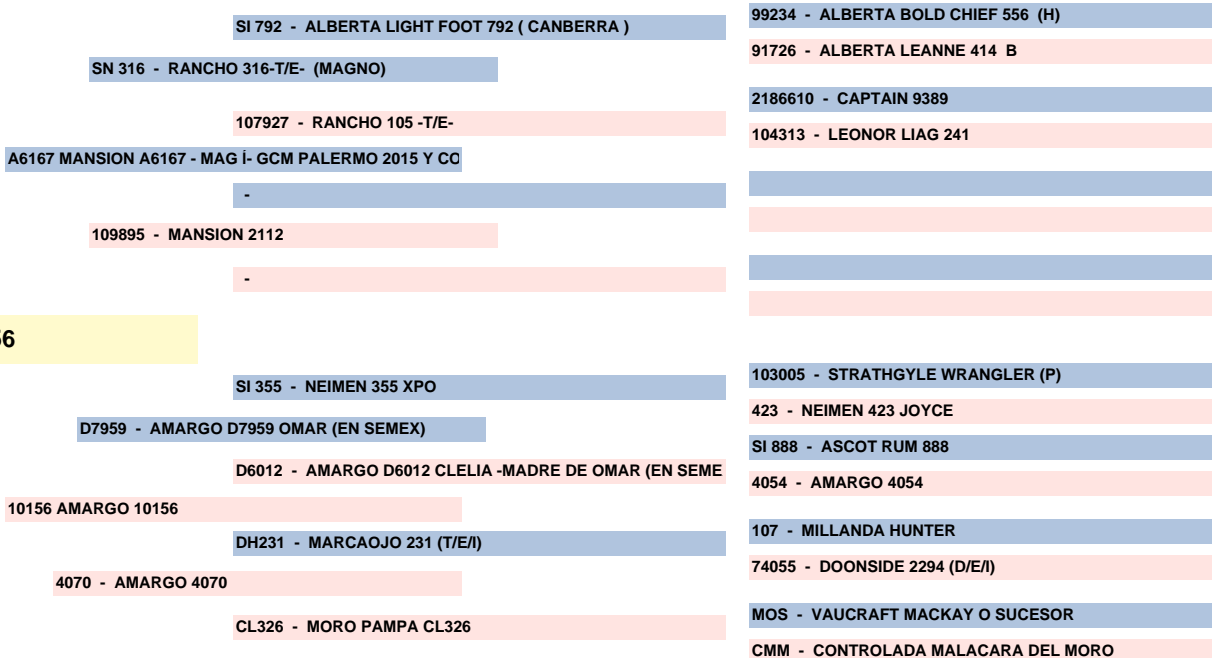 99234 - ALBERTA BOLD CHIEF 556 (H)
SI 792 - ALBERTA LIGHT FOOT 792 ( CANBERRA )
91726 - ALBERTA LEANNE 414 B
SN 316 - RANCHO 316-T/E- (MAGNO)
2186610 - CAPTAIN 9389
107927 - RANCHO 105 -T/E-
104313 - LEONOR LIAG 241
A6167 MANSION A6167 - MAG Í- GCM PALERMO 2015 Y CO
-
109895 - MANSION 2112
-
6
103005 - STRATHGYLE WRANGLER (P)
SI 355 - NEIMEN 355 XPO
423 - NEIMEN 423 JOYCE
D7959 - AMARGO D7959 OMAR (EN SEMEX)
SI 888 - ASCOT RUM 888
D6012 - AMARGO D6012 CLELIA -MADRE DE OMAR (EN SEME
4054 - AMARGO 4054
10156 AMARGO 10156
107 - MILLANDA HUNTER
DH231 - MARCAOJO 231 (T/E/I)
74055 - DOONSIDE 2294 (D/E/I)
4070 - AMARGO 4070
MOS - VAUCRAFT MACKAY O SUCESOR
CL326 - MORO PAMPA CL326
CMM - CONTROLADA MALACARA DEL MORO